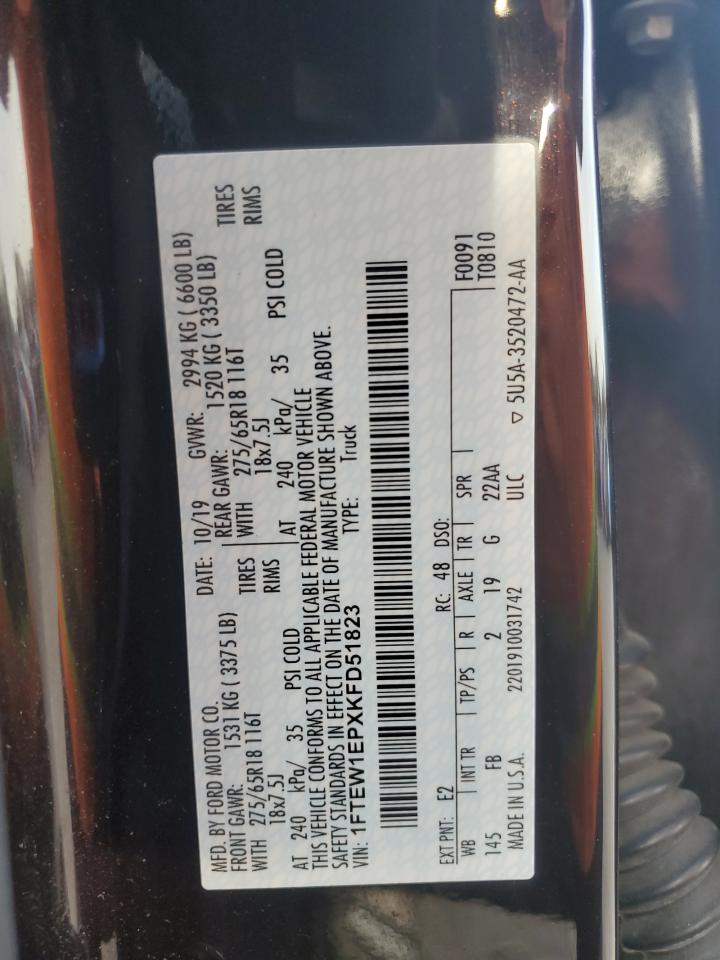 MFD. BY FORD MOTOR CO.
DATE: 10/19 GVWR: 2994 KG ( 6600 LB)
FRONT GAWR: 1531 KG ( 3375 LB) REAR GAWR: 1520 KG ( 3350 LB)
WITH 275/65R18 116T TIRES WITH 275/65R18 116T TIRES
18x7.5J RIMS 18x7.5J RIMS
AT 240 kPa/ 35 PSI COLD AT 240 kPa/ 35 PSI COLD
THIS VEHICLE CONFORMS TO ALL APPLICABLE FEDERAL MOTOR VEHICLE
SAFETY STANDARDS IN EFFECT ON THE DATE OF MANUFACTURE SHOWN ABOVE.
VIN: 1FTEW1EPXKFD51823 TYPE: Truck
EXT PNT: E2 RC: 48 DSO: F0091
WB INT TR TP/PS R AXLE TR SPR T0810
145 FB 2 19 G 22AA
MADE IN U.S.A. 2201910031742 ULC ▽ 5U5A-3520472-AA